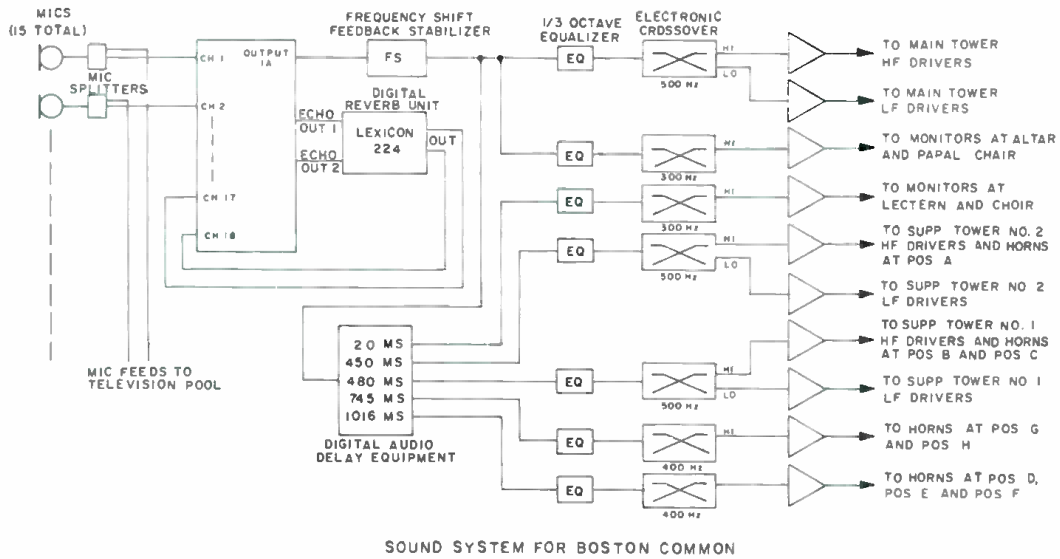 MICS
(15 TOTAL)
MIC
SPLITTERS
MIC FEEDS TO
TELEVISION POOL
CH 1
CH 2
CH 17
CH 18
OUTPUT
1A
ECHO
OUT 1
ECHO
OUT 2
FREQUENCY SHIFT
FEEDBACK STABILIZER
FS
DIGITAL
REVERB UNIT
LEXICON
224
OUT
20 MS
450 MS
480 MS
745 MS
1016 MS
DIGITAL AUDIO
DELAY EQUIPMENT
1/3 OCTAVE
EQUALIZER
ELECTRONIC
CROSSOVER
EQ
500 Hz
HI
LO
TO MAIN TOWER
HF DRIVERS
TO MAIN TOWER
LF DRIVERS
EQ
300 Hz
HI
TO MONITORS AT ALTAR
AND PAPAL CHAIR
EQ
300 Hz
HI
TO MONITORS AT
LECTERN AND CHOIR
EQ
500 Hz
HI
LO
TO SUPP TOWER NO. 2
HF DRIVERS AND HORNS
AT POS A
TO SUPP TOWER NO 2
LF DRIVERS
EQ
500 Hz
HI
LO
TO SUPP TOWER NO. 1
HF DRIVERS AND HORNS
AT POS B AND POS C
TO SUPP TOWER NO 1
LF DRIVERS
EQ
400 Hz
HI
TO HORNS AT POS G
AND POS H
EQ
400 Hz
TO HORNS AT POS D,
POS E AND POS F
SOUND SYSTEM FOR BOSTON COMMON